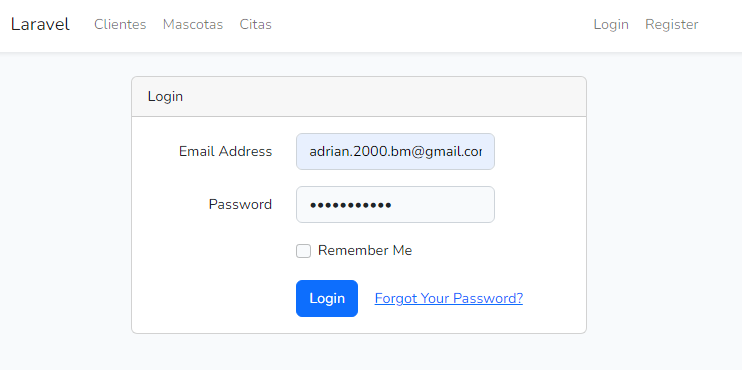 Laravel Clientes Mascotas Citas Login Register
Login
Email Address adrian.2000.bm@gmail.cor
Password •••••••••••
Remember Me
Login Forgot Your Password?